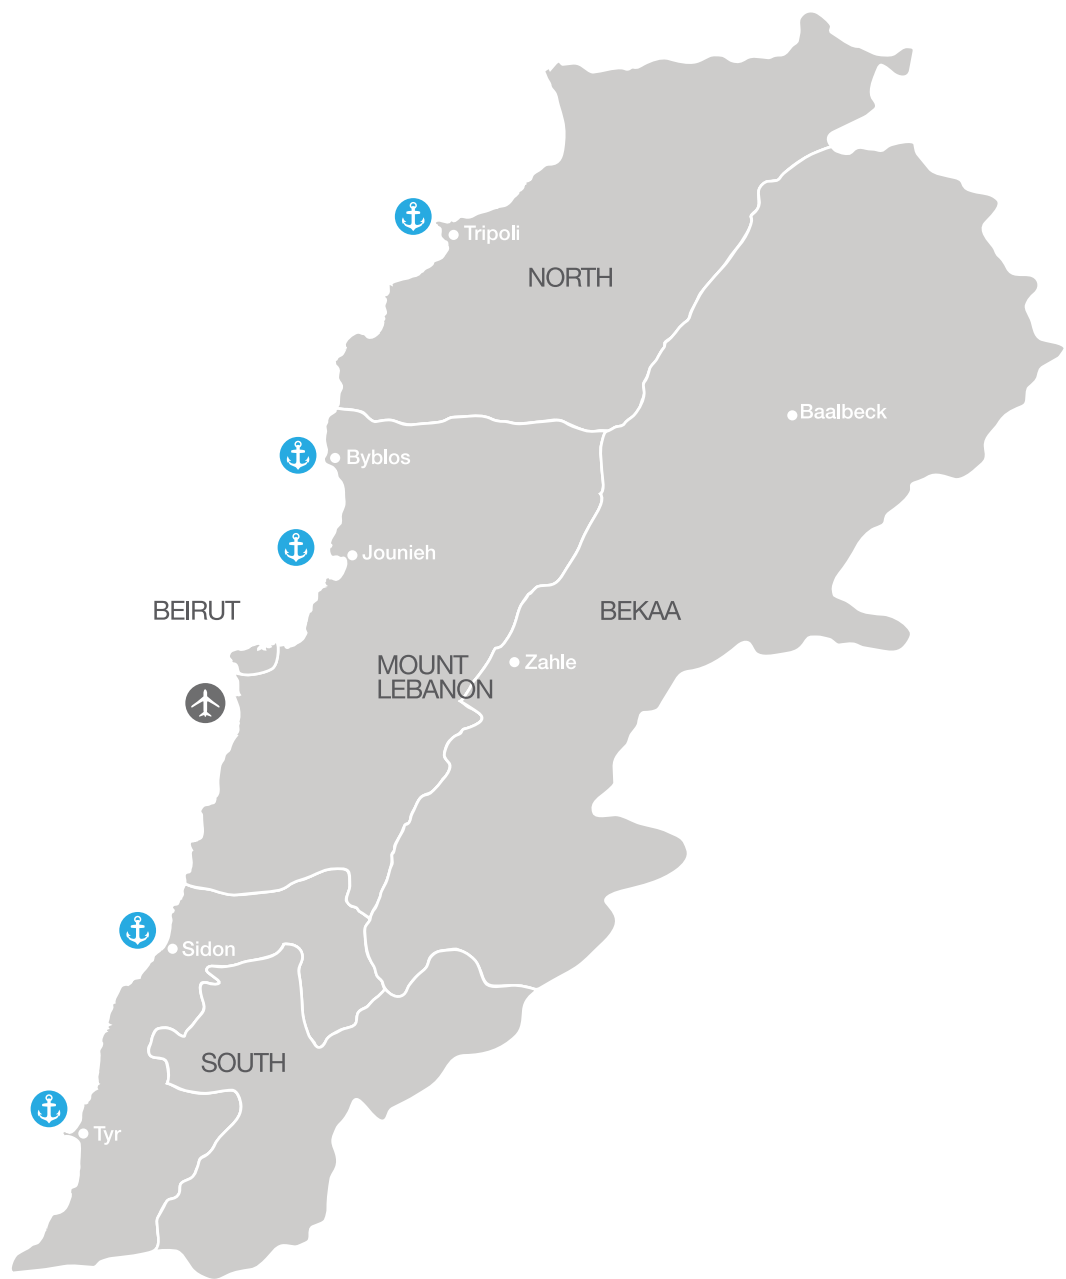 Tripoli
NORTH
Baalbeck
Byblos
Jounieh
BEIRUT
BEKAA
MOUNT
LEBANON
Zahle
Sidon
SOUTH
Tyr